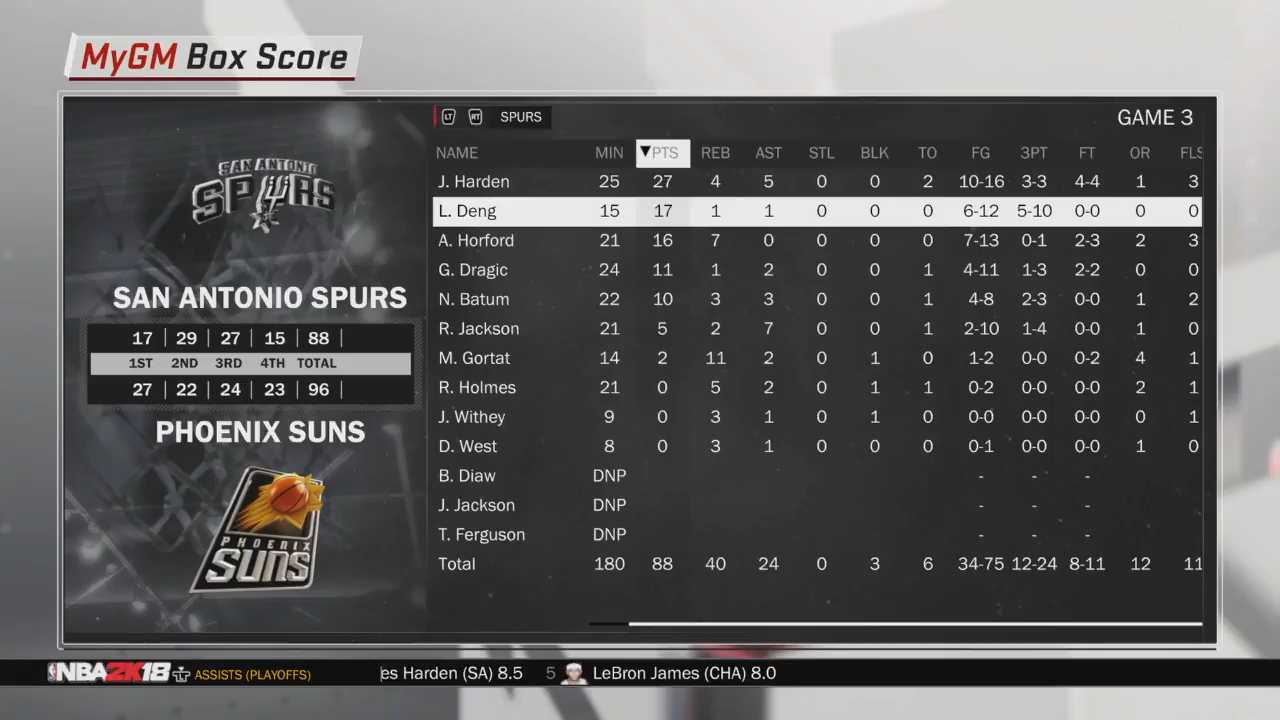 MyGM Box Score
SPURS
GAME 3
NAME MIN PTS REB AST STL BLK TO FG 3PT FT OR FLS
J. Harden 25 27 4 5 0 0 2 10-16 3-3 4-4 1 3
L. Deng 15 17 1 1 0 0 0 6-12 5-10 0-0 0 0
A. Horford 21 16 7 0 0 0 0 7-13 0-1 2-3 2 3
G. Dragic 24 11 1 2 0 0 1 4-11 1-3 2-2 0 0
N. Batum 22 10 3 3 0 0 1 4-8 2-3 0-0 1 2
R. Jackson 21 5 2 7 0 0 1 2-10 1-4 0-0 1 0
M. Gortat 14 2 11 2 0 1 0 1-2 0-0 0-2 4 1
R. Holmes 21 0 5 2 0 1 1 0-2 0-0 0-0 2 1
J. Withey 9 0 3 1 0 1 0 0-0 0-0 0-0 0 1
D. West 8 0 3 1 0 0 0 0-1 0-0 0-0 1 0
B. Diaw DNP - - -
J. Jackson DNP - - -
T. Ferguson DNP - - -
Total 180 88 40 24 0 3 6 34-75 12-24 8-11 12 11
SAN ANTONIO
SPURS
SAN ANTONIO SPURS
17 29 27 15 88
1ST 2ND 3RD 4TH TOTAL
27 22 24 23 96
PHOENIX SUNS
PHOENIX
SUNS
NBA2K18 ASSISTS (PLAYOFFS) es Harden (SA) 8.5 5 LeBron James (CHA) 8.0